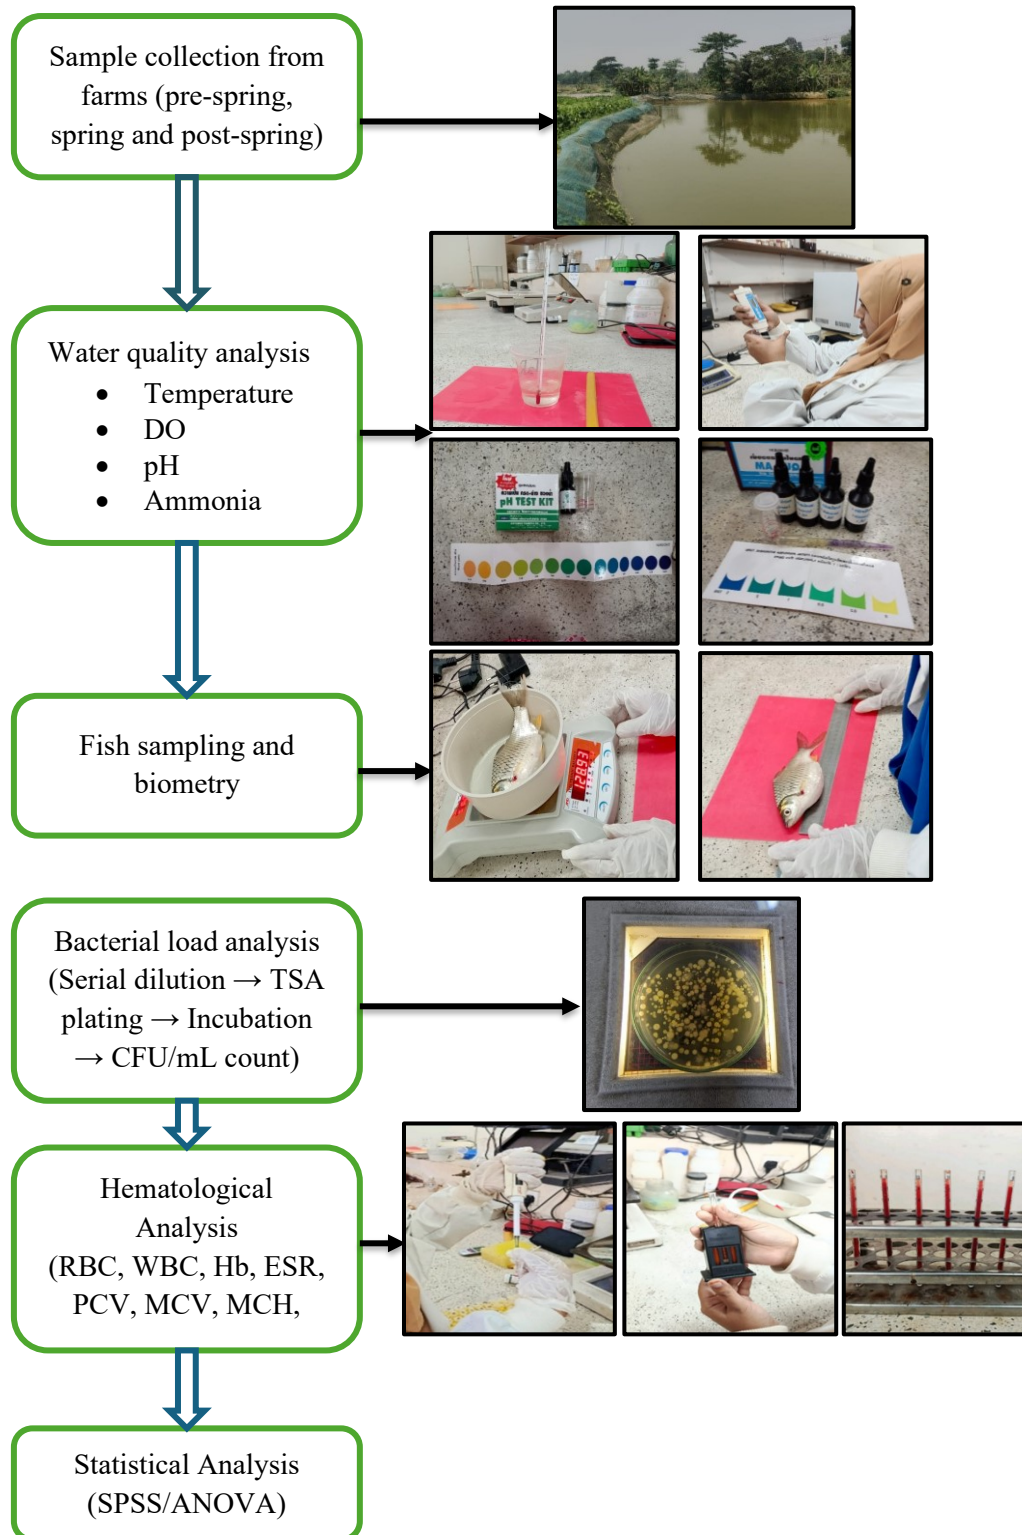 Sample collection from
farms (pre-spring,
spring and post-spring)
Water quality analysis
• Temperature
• DO
• pH
• Ammonia
pH TEST KIT
Fish sampling and
biometry
12893
Bacterial load analysis
(Serial dilution → TSA
plating → Incubation
→ CFU/mL count)
Hematological
Analysis
(RBC, WBC, Hb, ESR,
PCV, MCV, MCH,
Statistical Analysis
(SPSS/ANOVA)